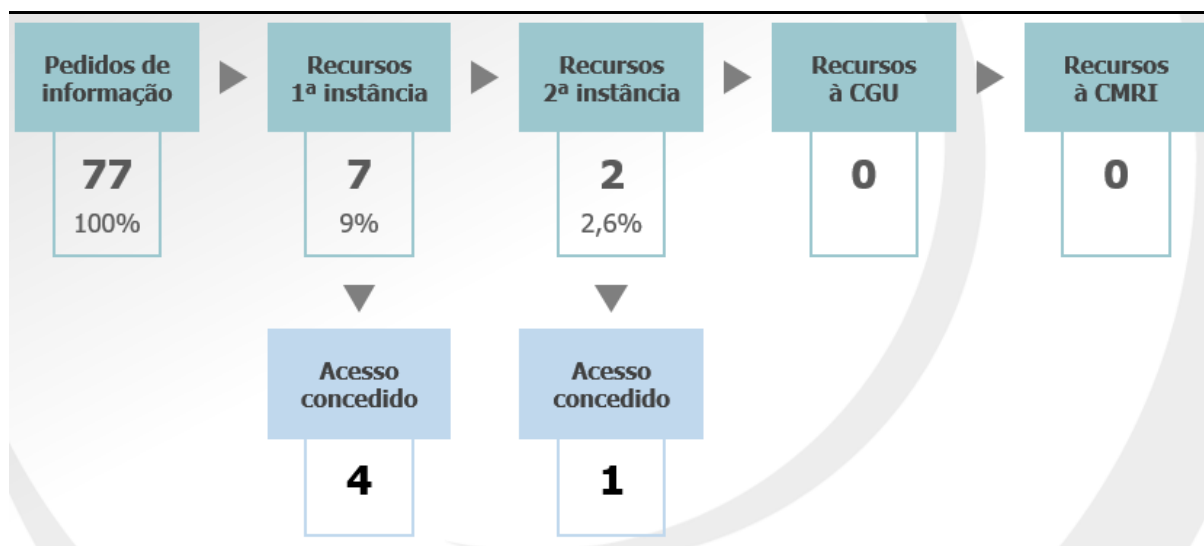 Pedidos de
informação
77
100%
Recursos
1ª instância
7
9%
Recursos
2ª instância
2
2,6%
Recursos
à CGU
0
Recursos
à CMRI
0
Acesso
concedido
4
Acesso
concedido
1